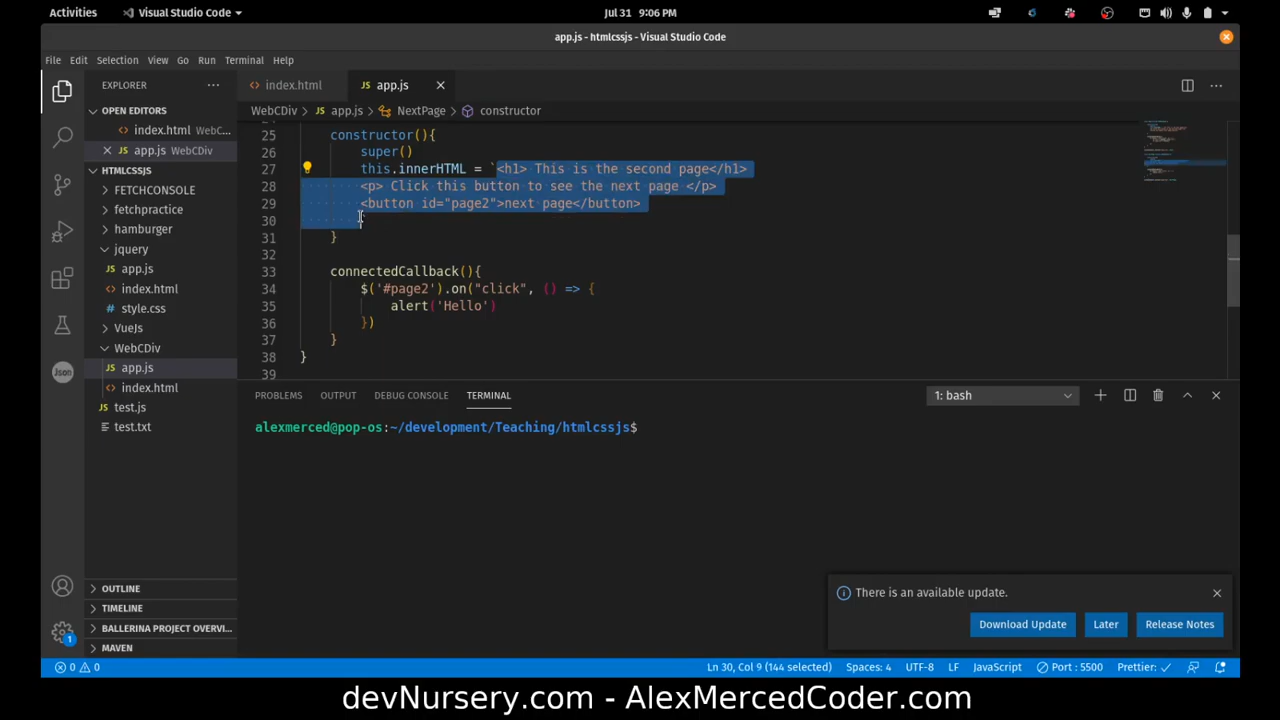 Activities
Visual Studio Code
Jul 31 9:06 PM
app.js - htmlcssjs - Visual Studio Code
File Edit Selection View Go Run Terminal Help
EXPLORER
index.html
app.js
OPEN EDITORS
WebCDiv > app.js > NextPage > constructor
index.html WebC...
app.js WebCDiv
HTMLCSSJS
FETCHCONSOLE
fetchpractice
hamburger
jquery
app.js
index.html
style.css
VueJs
WebCDiv
app.js
index.html
test.js
test.txt
OUTLINE
TIMELINE
BALLERINA PROJECT OVERVI...
MAVEN
Json
1
25 constructor(){
26 super()
27 this.innerHTML = `<h1> This is the second page</h1>
28 <p> Click this button to see the next page </p>
29 <button id="page2">next page</button>
30
31 }
32
33 connectedCallback(){
34 $('#page2').on("click", () => {
35 alert('Hello')
36 })
37 }
38 }
39
PROBLEMS OUTPUT DEBUG CONSOLE TERMINAL
1: bash
alexmerced@pop-os:~/development/Teaching/htmlcssjs$
There is an available update.
Download Update Later Release Notes
0 0
Ln 30, Col 9 (144 selected) Spaces: 4 UTF-8 LF JavaScript Port : 5500 Prettier: ✓
devNursery.com - AlexMercedCoder.com